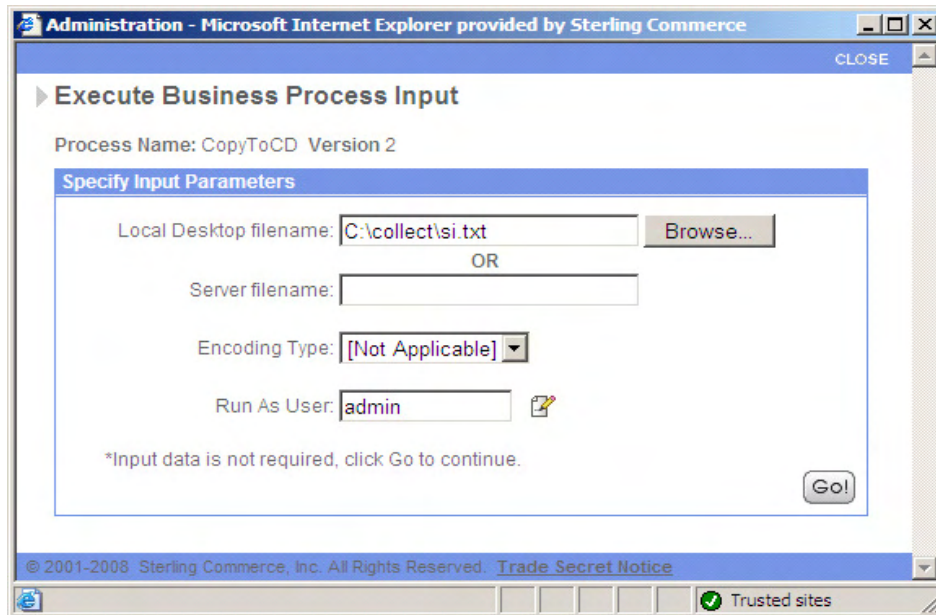 Administration - Microsoft Internet Explorer provided by Sterling Commerce
CLOSE
Execute Business Process Input
Process Name: CopyToCD Version 2
Specify Input Parameters
Local Desktop filename: C:\collect\si.txt Browse...
OR
Server filename:
Encoding Type: [Not Applicable]
Run As User: admin
*Input data is not required, click Go to continue.
Go!
© 2001-2008 Sterling Commerce, Inc. All Rights Reserved. Trade Secret Notice
Trusted sites